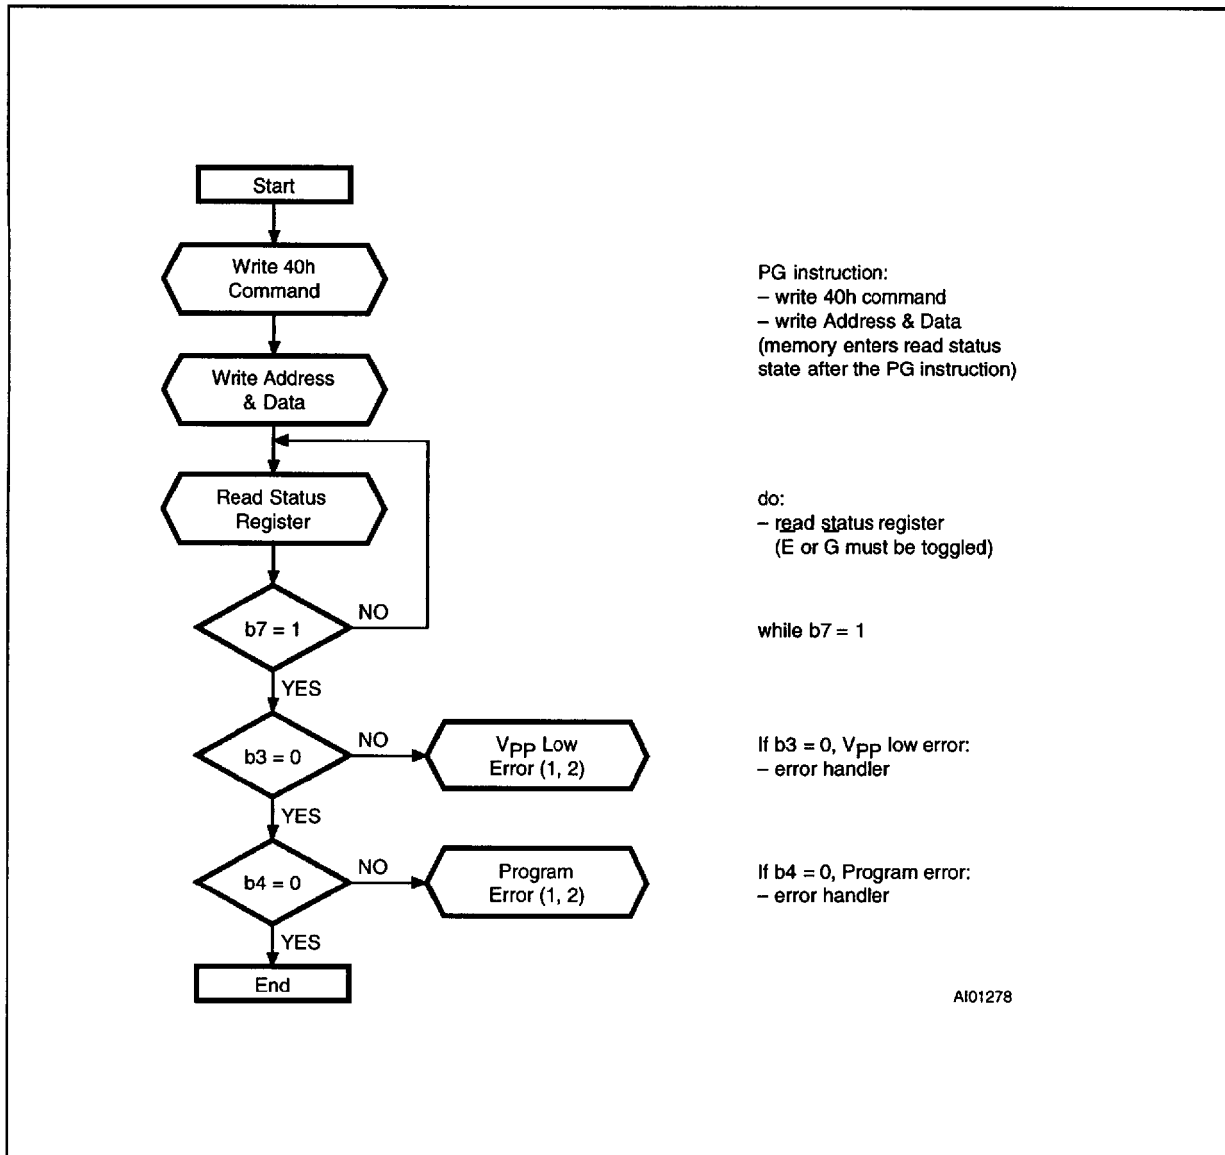 Start
Write 40h
Command
PG instruction:
– write 40h command
– write Address & Data
(memory enters read status
state after the PG instruction)
Write Address
& Data
Read Status
Register
do:
– read status register
(E or G must be toggled)
b7 = 1
NO
while b7 = 1
YES
b3 = 0
NO
VPP Low
Error (1, 2)
If b3 = 0, VPP low error:
– error handler
YES
b4 = 0
NO
Program
Error (1, 2)
If b4 = 0, Program error:
– error handler
YES
End
AI01278